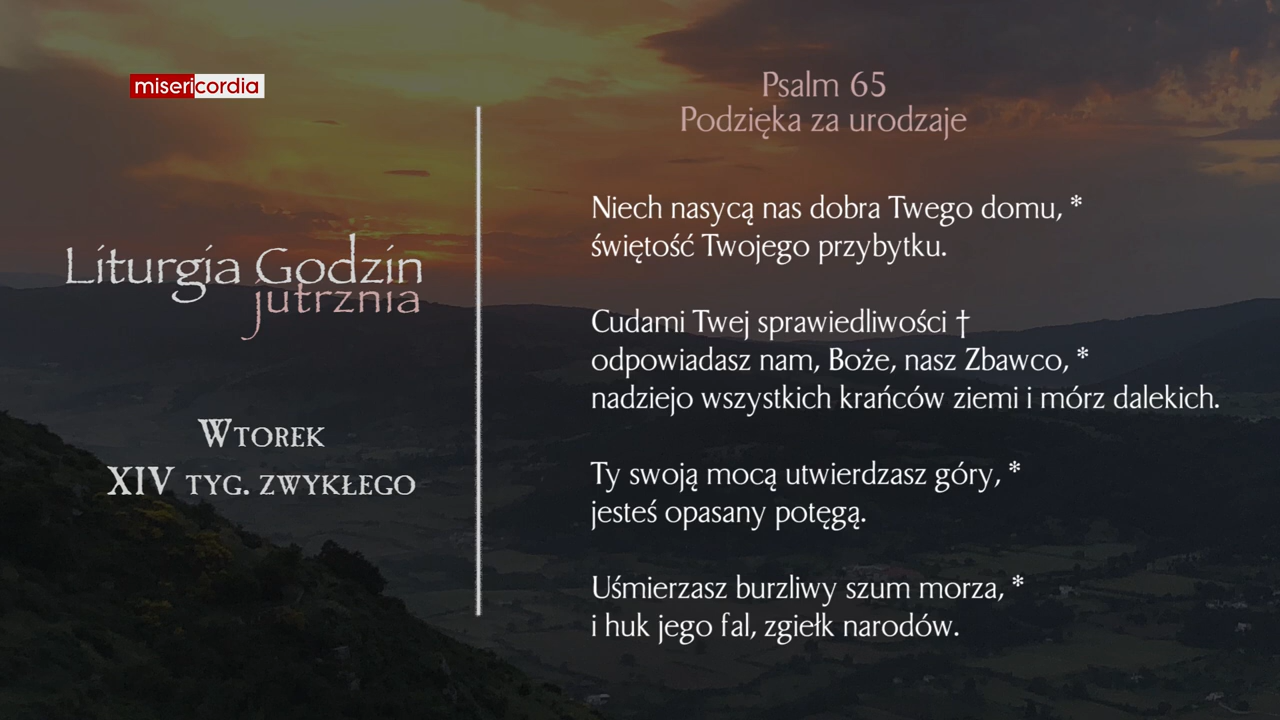 misericordia
Liturgia Godzin
jutrznia
Wtorek
XIV tyg. zwykłego
Psalm 65
Podzięka za urodzaje
Niech nasycą nas dobra Twego domu, *
świętość Twojego przybytku.
Cudami Twej sprawiedliwości †
odpowiadasz nam, Boże, nasz Zbawco, *
nadziejo wszystkich krańców ziemi i mórz dalekich.
Ty swoją mocą utwierdzasz góry, *
jesteś opasany potęgą.
Uśmierzasz burzliwy szum morza, *
i huk jego fal, zgiełk narodów.